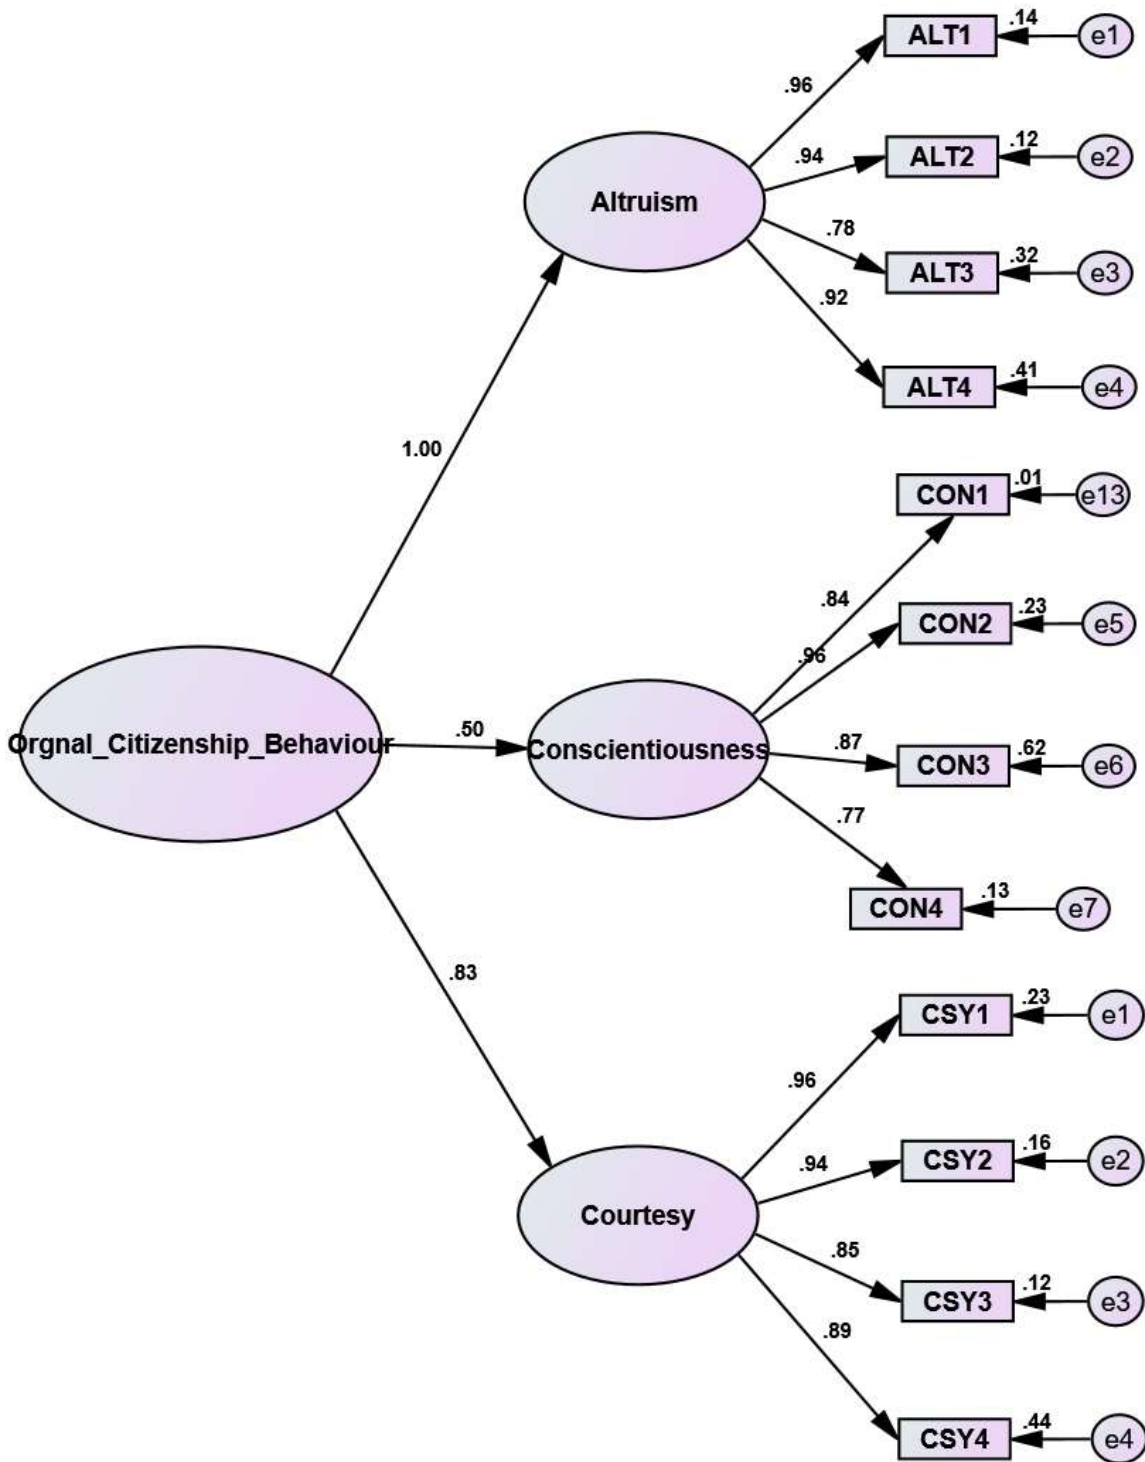 ALT1
.14
e1
.96
ALT2
.12
e2
.94
Altruism
.78
ALT3
.32
e3
.92
ALT4
.41
e4
1.00
CON1
.01
e13
.84
CON2
.23
e5
.96
Orgnal_Citizenship_Behaviour
.50
Conscientiousness
.87
CON3
.62
e6
.77
CON4
.13
e7
.83
CSY1
.23
e1
.96
CSY2
.16
e2
.94
Courtesy
.85
CSY3
.12
e3
.89
CSY4
.44
e4